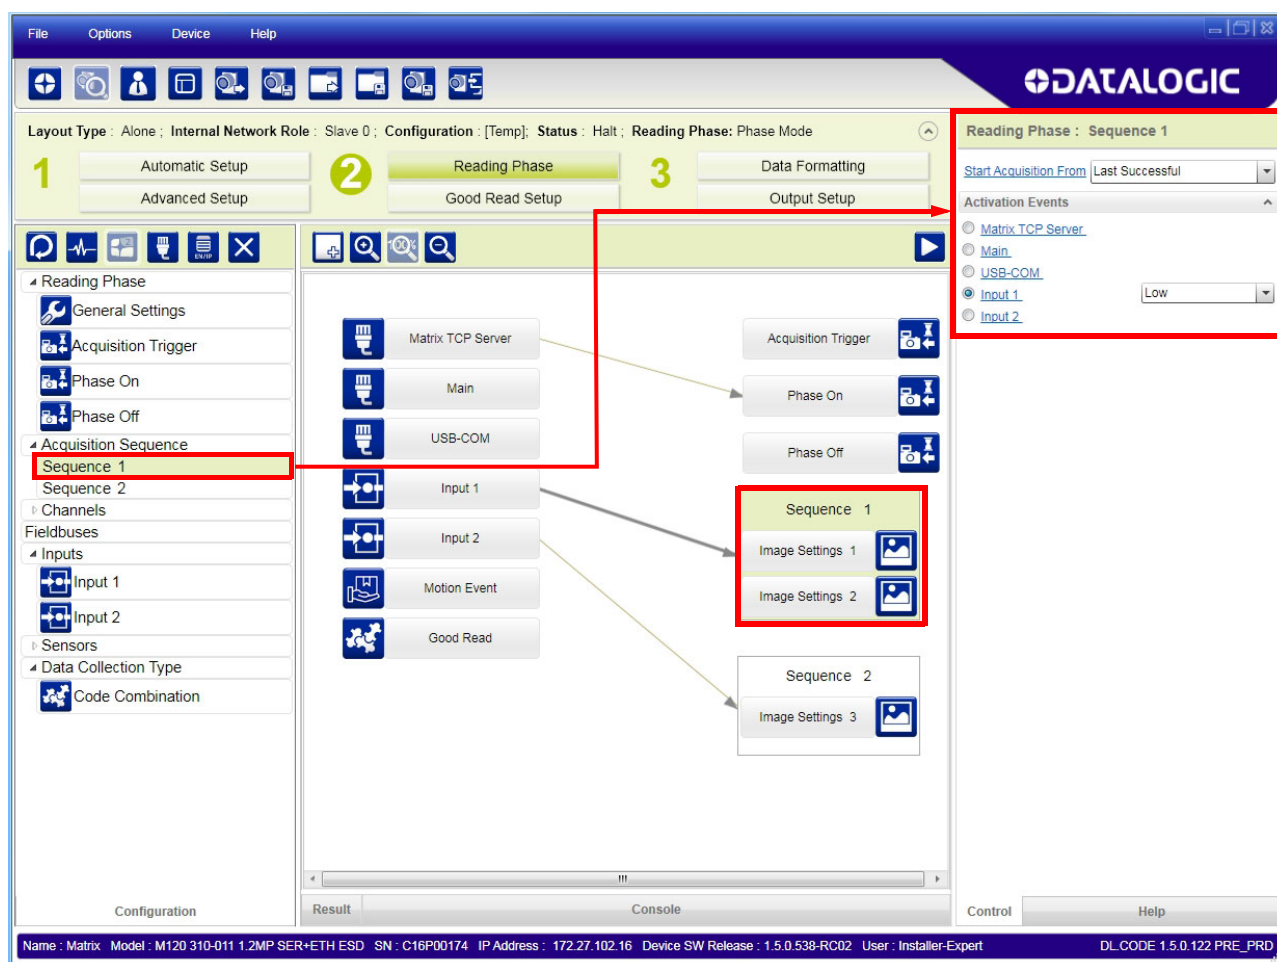 File Options Device Help
DATALOGIC
Layout Type : Alone ; Internal Network Role : Slave 0 ; Configuration : [Temp]; Status : Halt ; Reading Phase: Phase Mode
1 Automatic Setup 2 Reading Phase 3 Data Formatting
Advanced Setup Good Read Setup Output Setup
Reading Phase : Sequence 1
Start Acquisition From Last Successful
Activation Events
Matrix TCP Server
Main
USB-COM
Input 1 Low
Input 2
EN/IP
Reading Phase
General Settings
Acquisition Trigger
Phase On
Phase Off
Acquisition Sequence
Sequence 1
Sequence 2
Channels
Fieldbuses
Inputs
Input 1
Input 2
Sensors
Data Collection Type
Code Combination
Configuration
100%
Matrix TCP Server
Main
USB-COM
Input 1
Input 2
Motion Event
Good Read
Acquisition Trigger
Phase On
Phase Off
Sequence 1
Image Settings 1
Image Settings 2
Sequence 2
Image Settings 3
Result Console
Control Help
Name : Matrix Model : M120 310-011 1.2MP SER+ETH ESD SN : C16P00174 IP Address : 172.27.102.16 Device SW Release : 1.5.0.538-RC02 User : Installer-Expert DL.CODE 1.5.0.122 PRE_PRD